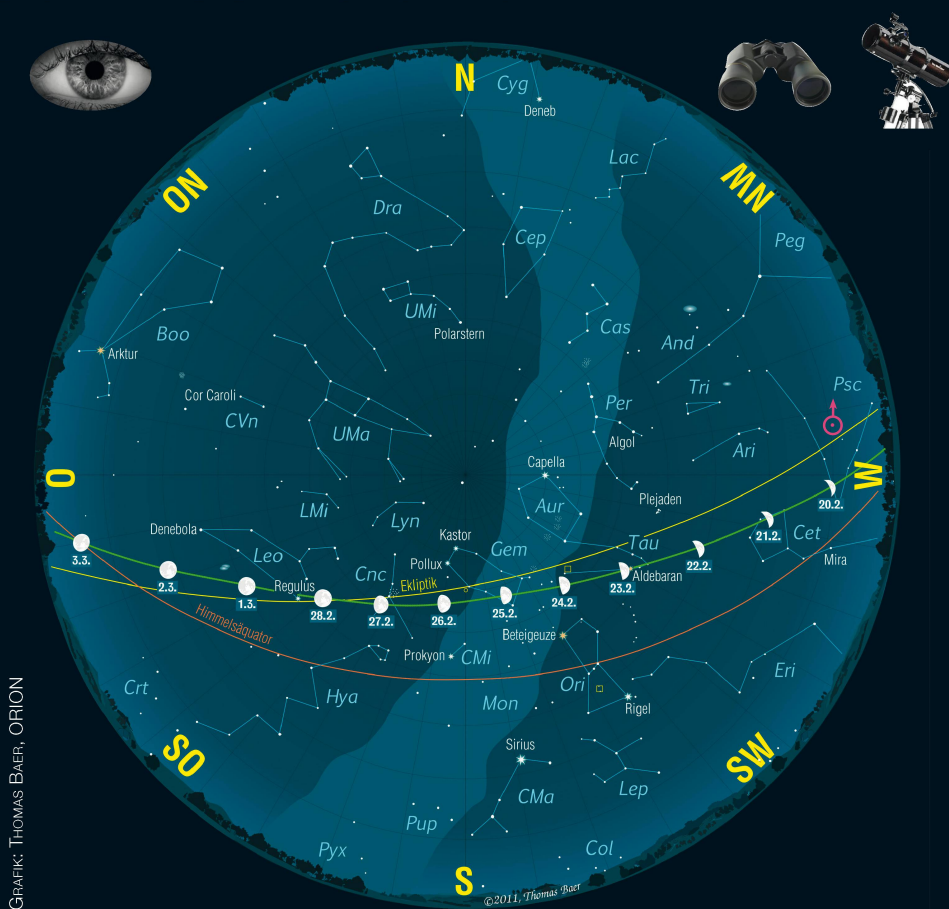 N
Cyg
Deneb
Lac
NO
NW
Dra
Cep
Peg
UMi
Polarstern
Cas
And
Boo
Arktur
Tri
Psc
Cor Caroli
CVn
UMa
Per
Algol
Ari
Capella
O
W
Plejaden
20.2.
LMi
Lyn
Aur
21.2.
Cet
Denebola
Kastor
Gem
Tau
Mira
3.3.
Leo
Pollux
22.2.
Cnc
Ekliptik
Aldebaran
2.3.
Regulus
23.2.
1.3.
28.2.
27.2.
26.2.
25.2.
24.2.
Himmelsäquator
Beteigeuze
Prokyon
CMi
Eri
Crt
Hya
Mon
Ori
Rigel
SO
Sirius
SW
CMa
Lep
Pup
Pyx
Col
S
©2011, Thomas Baer
GRAFIK: THOMAS BAER, ORION